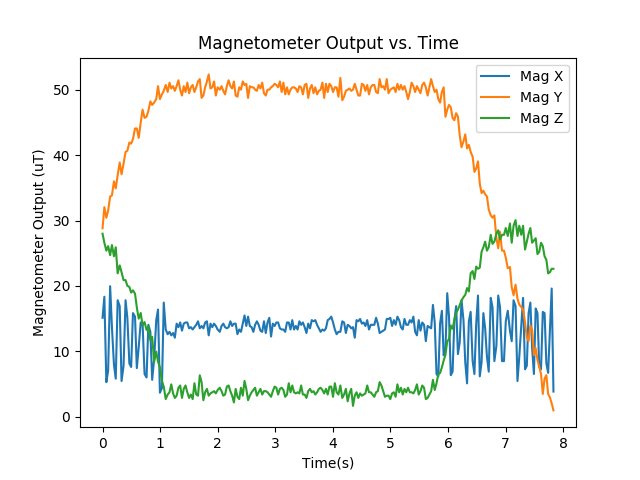 Magnetometer Output vs. Time
Mag X
Mag Y
Mag Z
Magnetometer Output (uT)
50
40
30
20
10
0
0 1 2 3 4 5 6 7 8
Time(s)